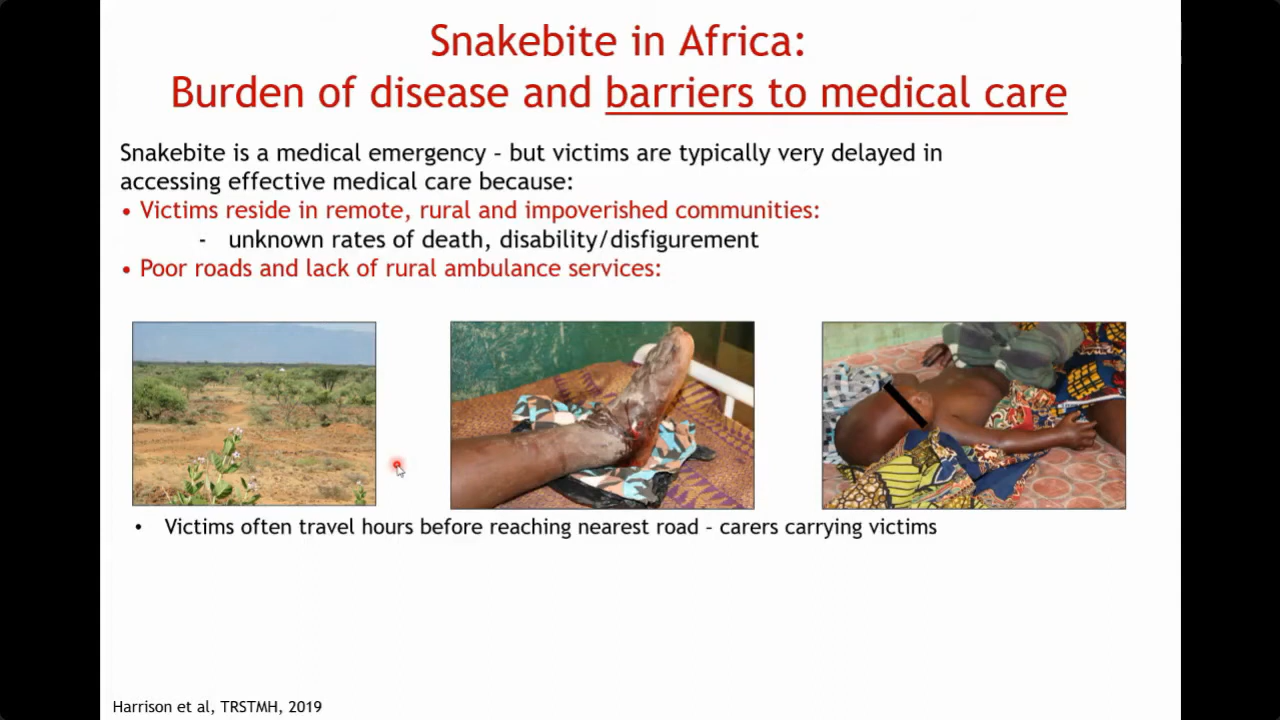 Snakebite in Africa:
Burden of disease and barriers to medical care
Snakebite is a medical emergency – but victims are typically very delayed in
accessing effective medical care because:
• Victims reside in remote, rural and impoverished communities:
- unknown rates of death, disability/disfigurement
• Poor roads and lack of rural ambulance services:
• Victims often travel hours before reaching nearest road – carers carrying victims
Harrison et al, TRSTMH, 2019